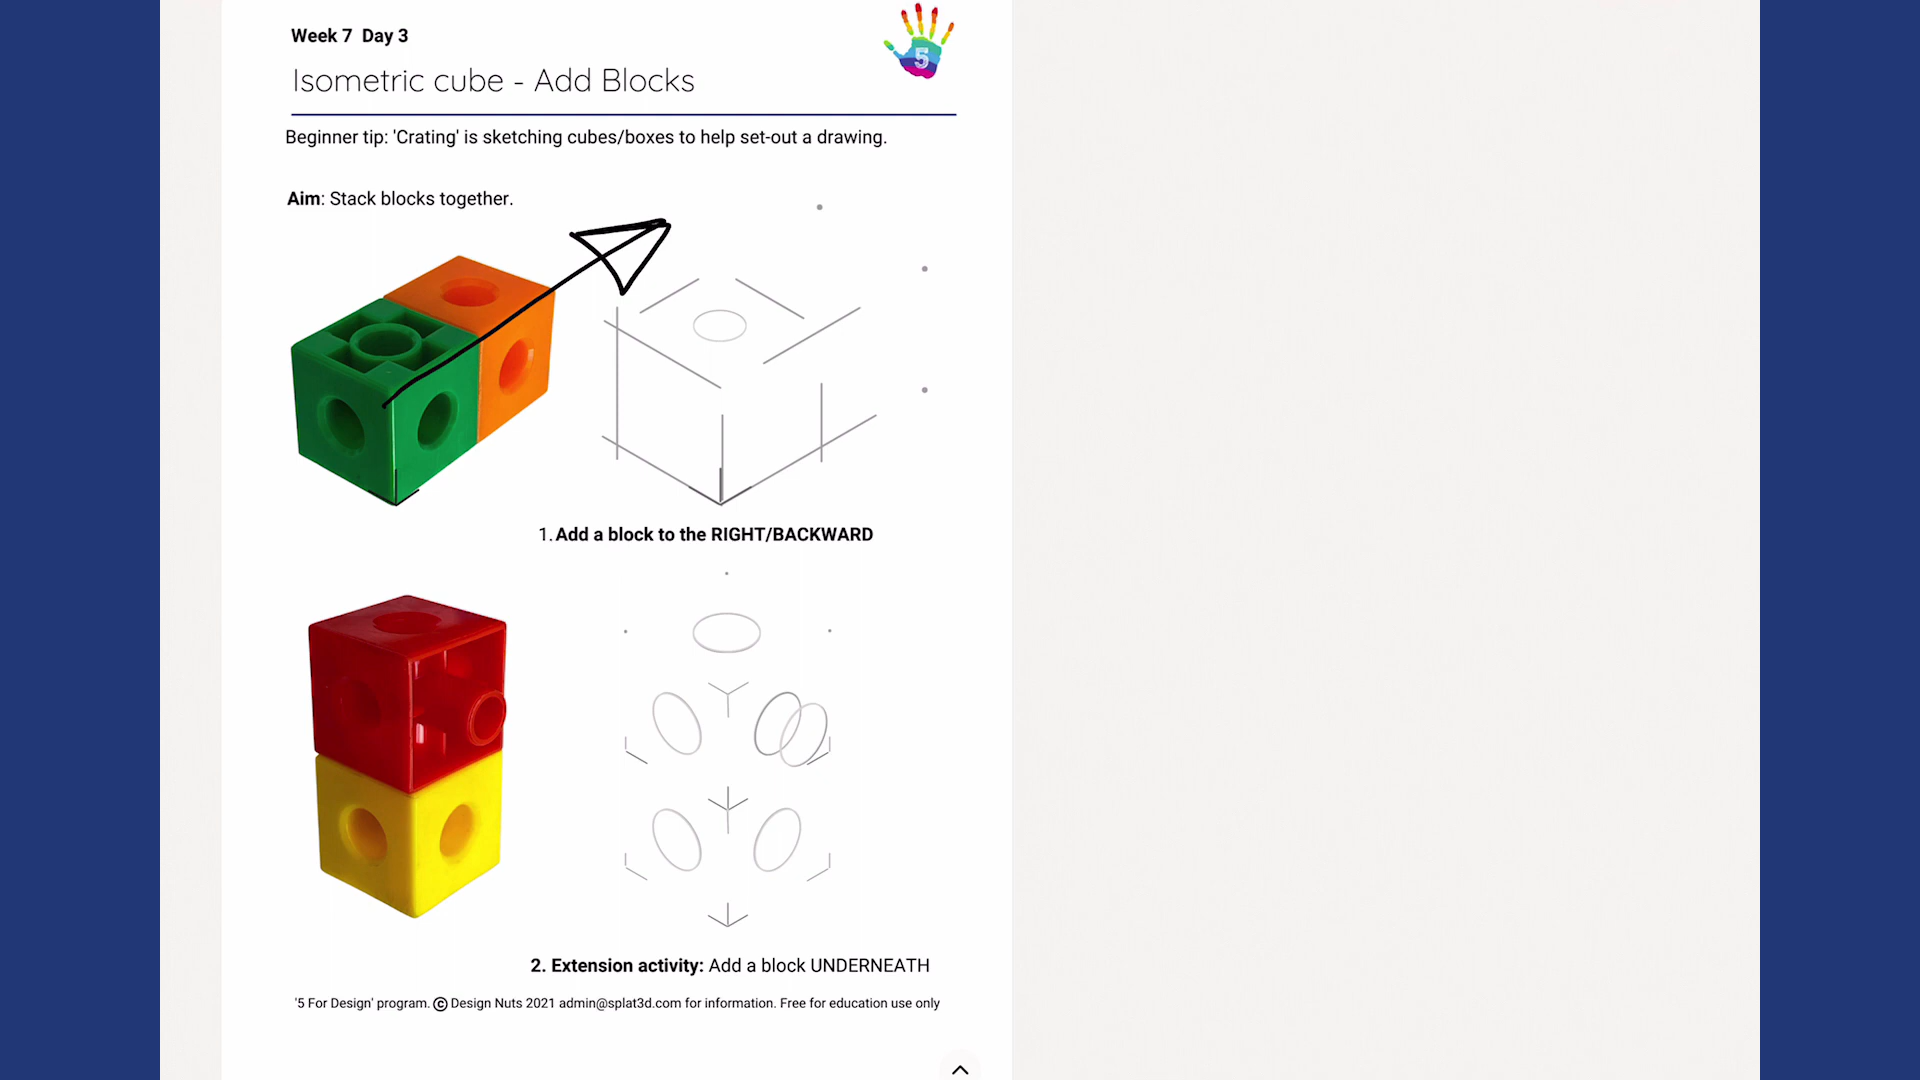 Week 7 Day 3
5
Isometric cube - Add Blocks
Beginner tip: 'Crating' is sketching cubes/boxes to help set-out a drawing.
Aim: Stack blocks together.
1. Add a block to the RIGHT/BACKWARD
2. Extension activity: Add a block UNDERNEATH
'5 For Design' program. © Design Nuts 2021 admin@splat3d.com for information. Free for education use only